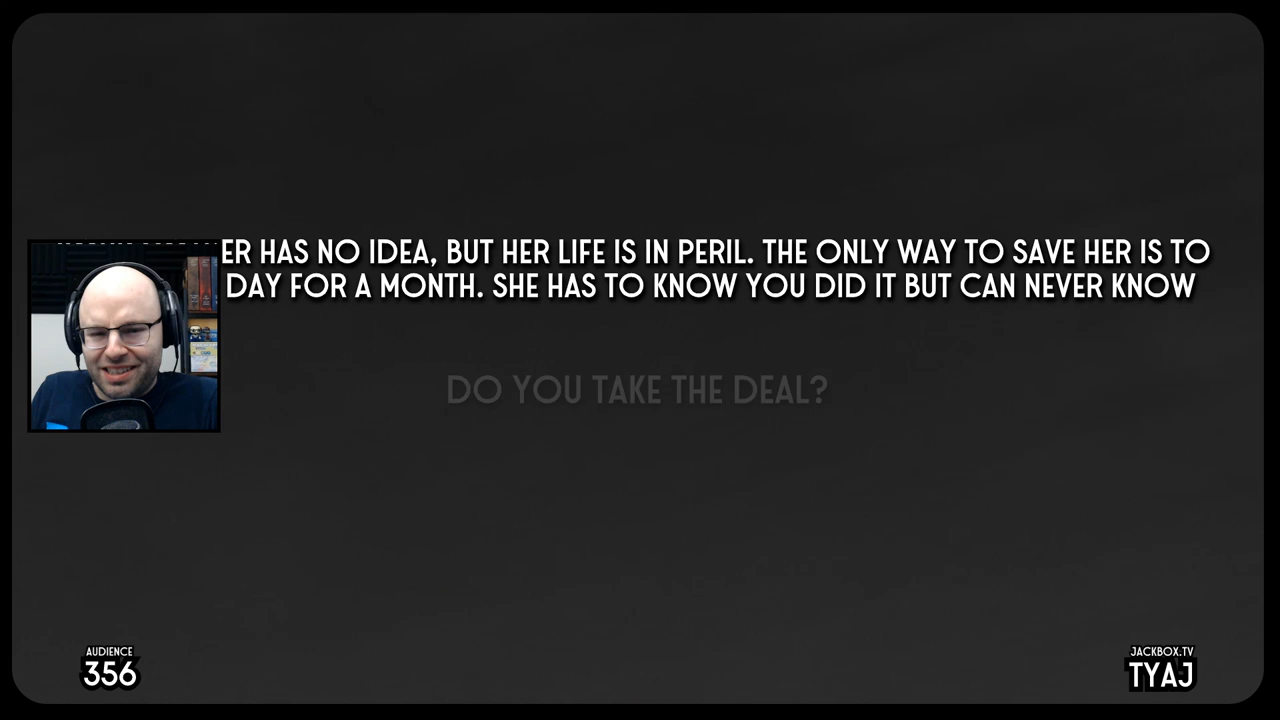 HAS NO IDEA, BUT HER LIFE IS IN PERIL. THE ONLY WAY TO SAVE HER IS TO
DAY FOR A MONTH. SHE HAS TO KNOW YOU DID IT BUT CAN NEVER KNOW
DO YOU TAKE THE DEAL?
AUDIENCE
356
JACKBOX.TV
TYAJ